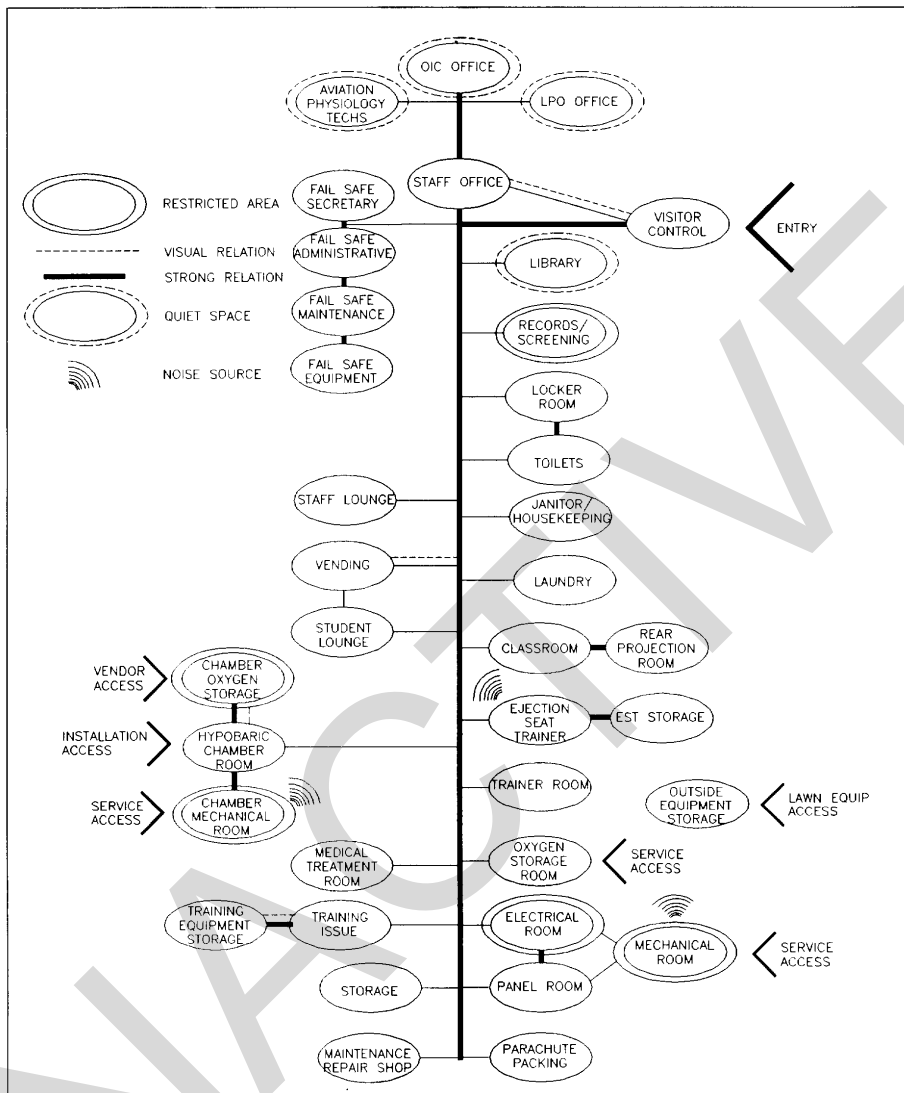 OIC OFFICE
AVIATION
PHYSIOLOGY
TECHS
LPO OFFICE
STAFF OFFICE
FAIL SAFE
SECRETARY
VISITOR
CONTROL
ENTRY
RESTRICTED AREA
VISUAL RELATION
STRONG RELATION
QUIET SPACE
NOISE SOURCE
FAIL SAFE
ADMINISTRATIVE
FAIL SAFE
MAINTENANCE
FAIL SAFE
EQUIPMENT
LIBRARY
RECORDS/
SCREENING
LOCKER
ROOM
TOILETS
STAFF LOUNGE
JANITOR/
HOUSEKEEPING
VENDING
LAUNDRY
STUDENT
LOUNGE
CLASSROOM
REAR
PROJECTION
ROOM
VENDOR
ACCESS
CHAMBER
OXYGEN
STORAGE
EJECTION
SEAT
TRAINER
EST STORAGE
INSTALLATION
ACCESS
HYPOBARIC
CHAMBER
ROOM
SERVICE
ACCESS
CHAMBER
MECHANICAL
ROOM
TRAINER ROOM
OUTSIDE
EQUIPMENT
STORAGE
LAWN EQUIP
ACCESS
MEDICAL
TREATMENT
ROOM
OXYGEN
STORAGE
ROOM
SERVICE
ACCESS
TRAINING
EQUIPMENT
STORAGE
TRAINING
ISSUE
ELECTRICAL
ROOM
MECHANICAL
ROOM
SERVICE
ACCESS
STORAGE
PANEL ROOM
MAINTENANCE
REPAIR SHOP
PARACHUTE
PACKING
INACTIVE